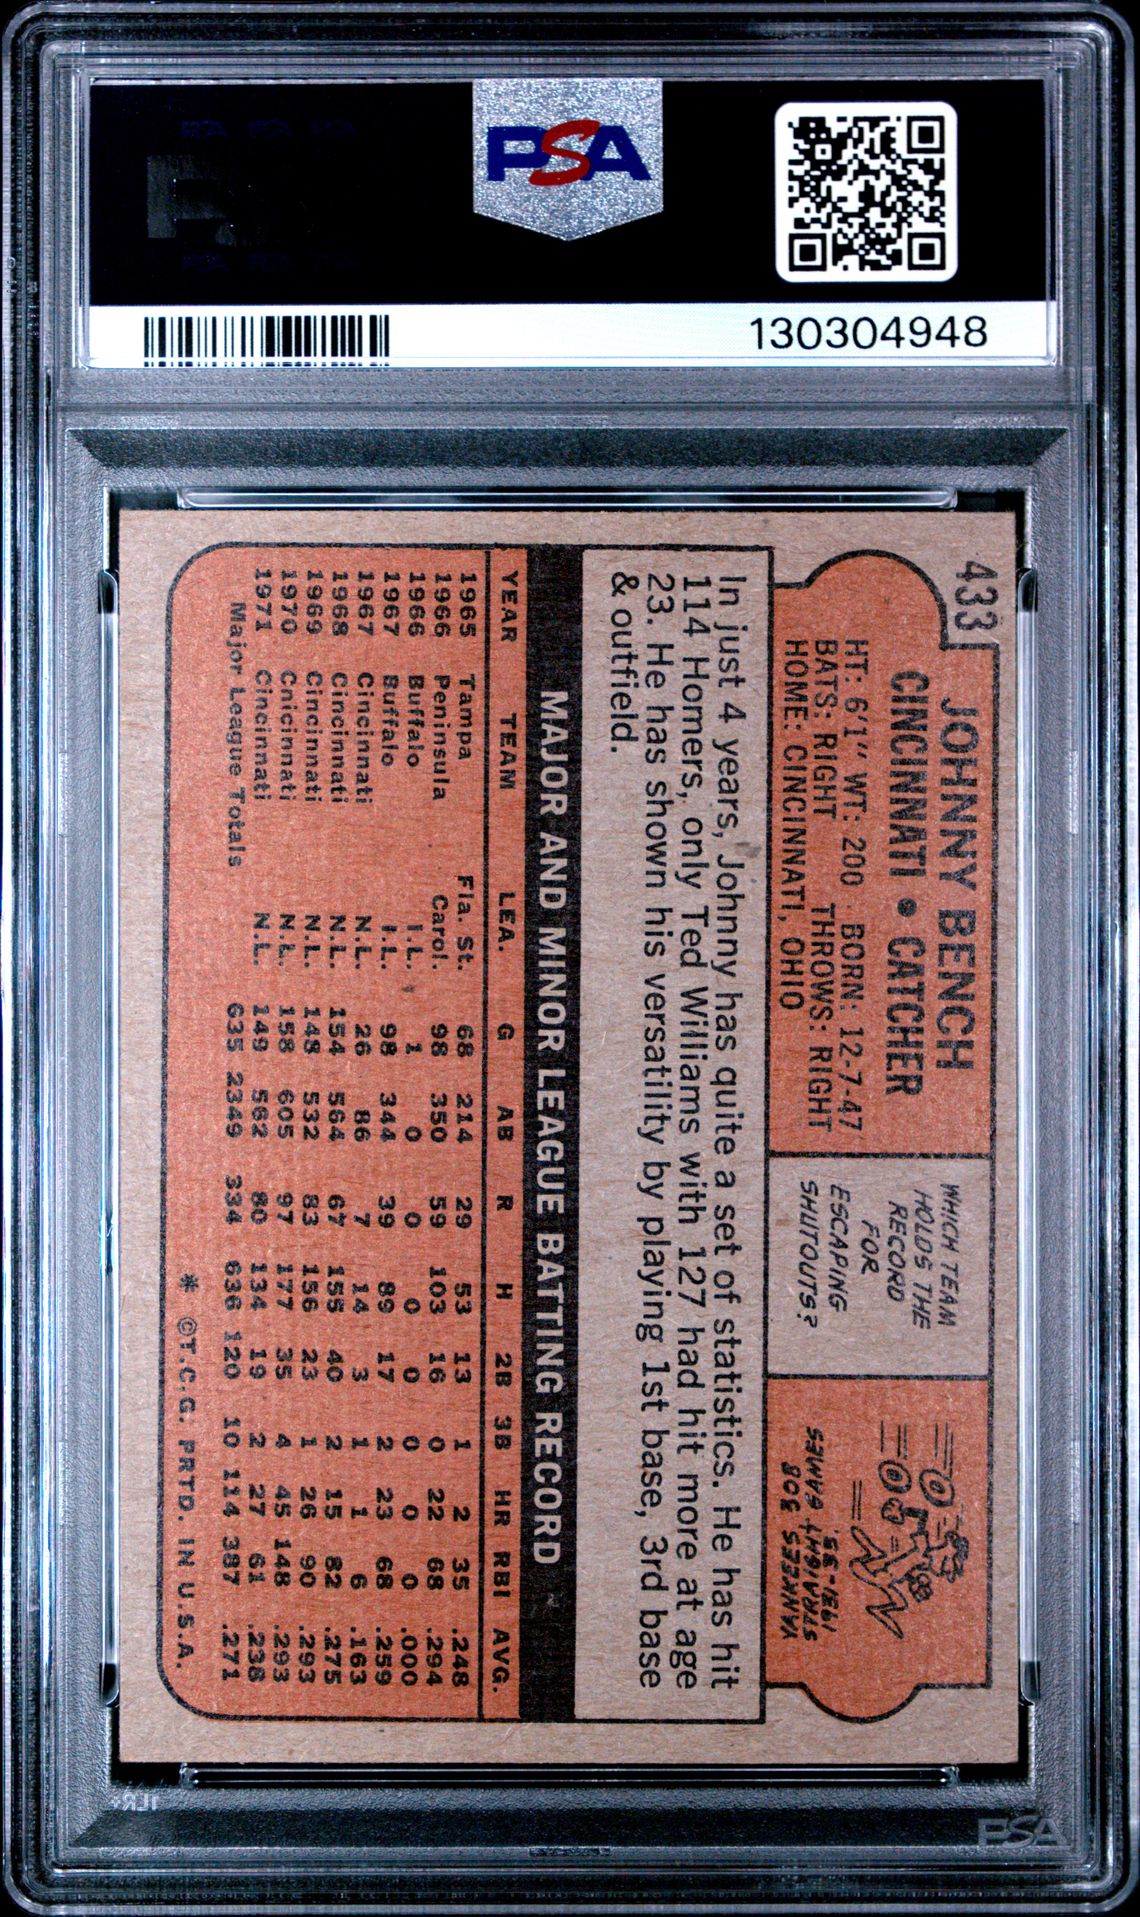 PSA
130304948
433
JOHNNY BENCH
CINCINNATI • CATCHER
HT: 6'1" WT: 200 BORN: 12-7-47
BATS: RIGHT THROWS: RIGHT
HOME: CINCINNATI, OHIO
WHICH TEAM
HOLDS THE
RECORD
FOR
ESCAPING
SHUTOUTS?
YANKEES 308
STRAIGHT GAMES
1931-'33.
In just 4 years, Johnny has quite a set of statistics. He has hit
114 Homers, only Ted Williams with 127 had hit more at age
23. He has shown his versatility by playing 1st base, 3rd base
& outfield.
MAJOR AND MINOR LEAGUE BATTING RECORD
YEAR TEAM LEA. G AB R H 2B 3B HR RBI AVG.
1965 Tampa Fla. St. 68 214 29 53 13 1 2 35 .248
1966 Peninsula Carol. 98 350 59 103 16 0 22 68 .294
1966 Buffalo I.L. 1 0 0 0 0 0 0 0 .000
1967 Buffalo I.L. 98 344 39 89 17 2 23 68 .259
1967 Cincinnati N.L. 26 86 7 14 3 1 1 6 .163
1968 Cincinnati N.L. 154 564 67 155 40 2 15 82 .275
1969 Cincinnati N.L. 148 532 83 156 23 1 26 90 .293
1970 Cnicinnati N.L. 158 605 97 177 35 4 45 148 .293
1971 Cincinnati N.L. 149 562 80 134 19 2 27 61 .238
Major League Totals 635 2349 334 636 120 10 114 387 .271
* ©T.C.G. PRTD. IN U.S.A.
PSA